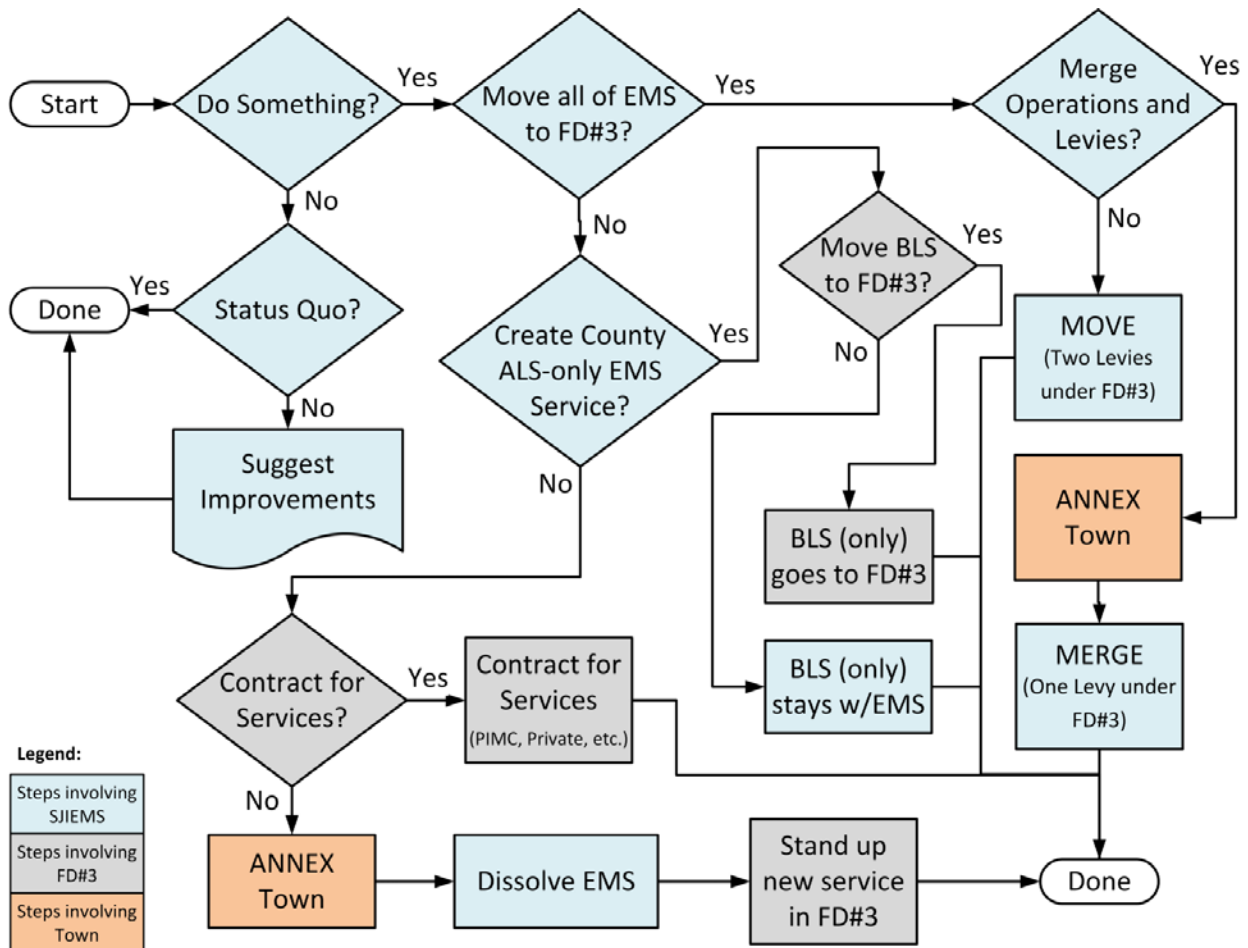 Start
Do Something?
Yes
Move all of EMS
to FD#3?
Yes
Merge
Operations and
Levies?
Yes
No
No
No
Done
Yes
Status Quo?
No
Suggest
Improvements
Create County
ALS-only EMS
Service?
Yes
No
Move BLS
to FD#3?
Yes
No
MOVE
(Two Levies
under FD#3)
ANNEX
Town
BLS (only)
goes to FD#3
BLS (only)
stays w/EMS
MERGE
(One Levy under
FD#3)
Contract for
Services?
Yes
No
Contract for
Services
(PIMC, Private, etc.)
ANNEX
Town
Dissolve EMS
Stand up
new service
in FD#3
Done
Legend:
Steps involving
SJIEMS
Steps involving
FD#3
Steps involving
Town